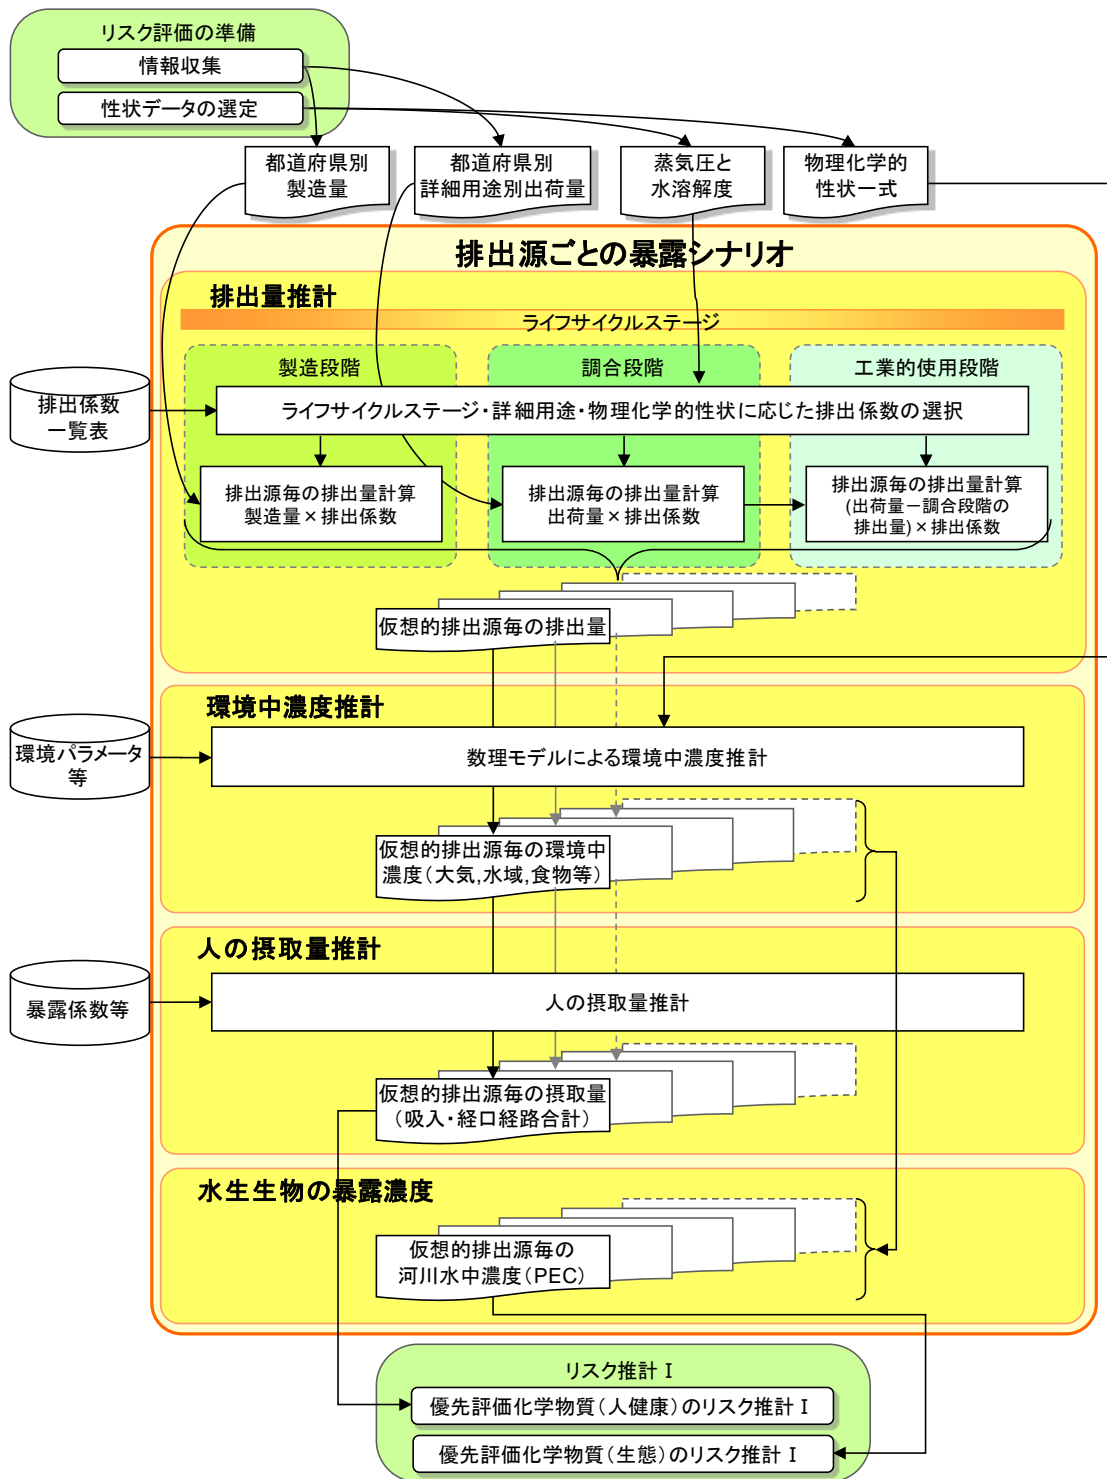 リスク評価の準備
情報収集
性状データの選定
都道府県別
製造量
都道府県別
詳細用途別出荷量
蒸気圧と
水溶解度
物理化学的
性状一式
排出源ごとの暴露シナリオ
排出量推計
ライフサイクルステージ
製造段階
調合段階
工業的使用段階
排出係数
一覧表
ライフサイクルステージ・詳細用途・物理化学的性状に応じた排出係数の選択
排出源毎の排出量計算
製造量×排出係数
排出源毎の排出量計算
出荷量×排出係数
排出源毎の排出量計算
(出荷量－調合段階の
排出量)×排出係数
仮想的排出源毎の排出量
環境中濃度推計
環境パラメータ
等
数理モデルによる環境中濃度推計
仮想的排出源毎の環境中
濃度(大気,水域,食物等)
人の摂取量推計
暴露係数等
人の摂取量推計
仮想的排出源毎の摂取量
(吸入・経口経路合計)
水生生物の暴露濃度
仮想的排出源毎の
河川水中濃度(PEC)
リスク推計Ⅰ
優先評価化学物質(人健康)のリスク推計Ⅰ
優先評価化学物質(生態)のリスク推計Ⅰ